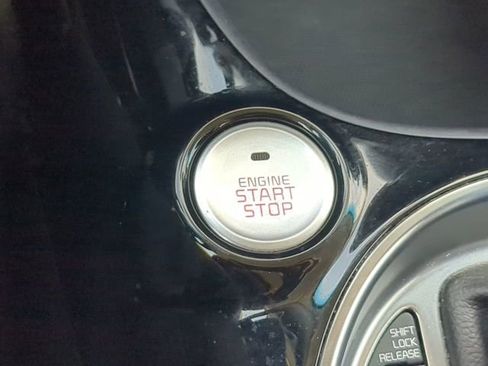 ENGINE
START
STOP
SHIFT
LOCK
RELEASE